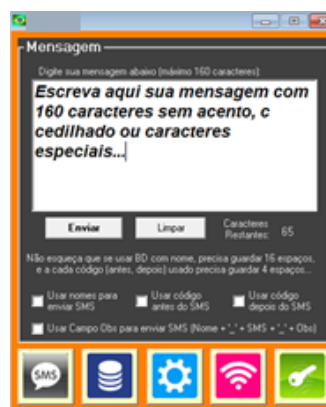 Mensagem
Digite sua mensagem abaixo (máximo 160 caracteres):
Escreva aqui sua mensagem com
160 caracteres sem acento, c
cedilhado ou caracteres
especiais...
Enviar
Limpar
Caracteres
Restantes: 65
Não esqueça que se usar BD com nome, precisa guardar 16 espaços,
e a cada código (antes, depois) usado precisa guardar 4 espaços...
Usar nomes para
enviar SMS
Usar código
antes do SMS
Usar código
depois do SMS
Usar Campo Obs para enviar SMS (Nome + '_' + SMS + '_' + Obs)
SMS